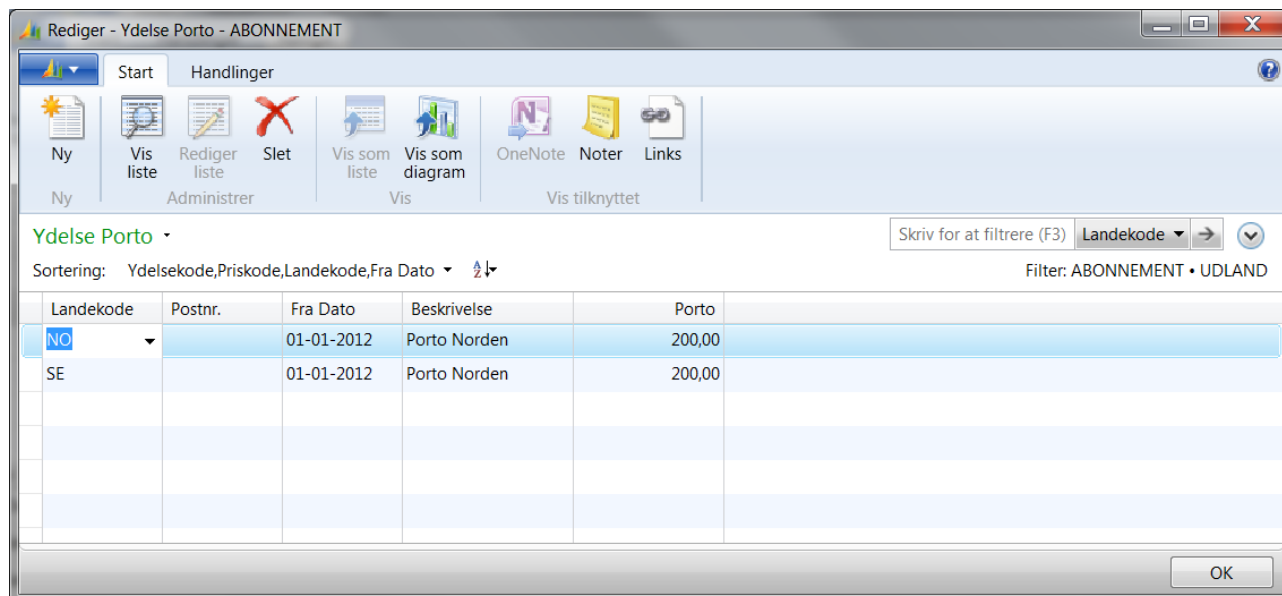 Rediger - Ydelse Porto - ABONNEMENT
Start Handlinger
Ny Vis liste Rediger liste Slet Vis som liste Vis som diagram OneNote Noter Links
Ny Administrer Vis Vis tilknyttet
Ydelse Porto Skriv for at filtrere (F3) Landekode
Sortering: Ydelsekode,Priskode,Landekode,Fra Dato Filter: ABONNEMENT • UDLAND
Landekode Postnr. Fra Dato Beskrivelse Porto
NO 01-01-2012 Porto Norden 200,00
SE 01-01-2012 Porto Norden 200,00
OK